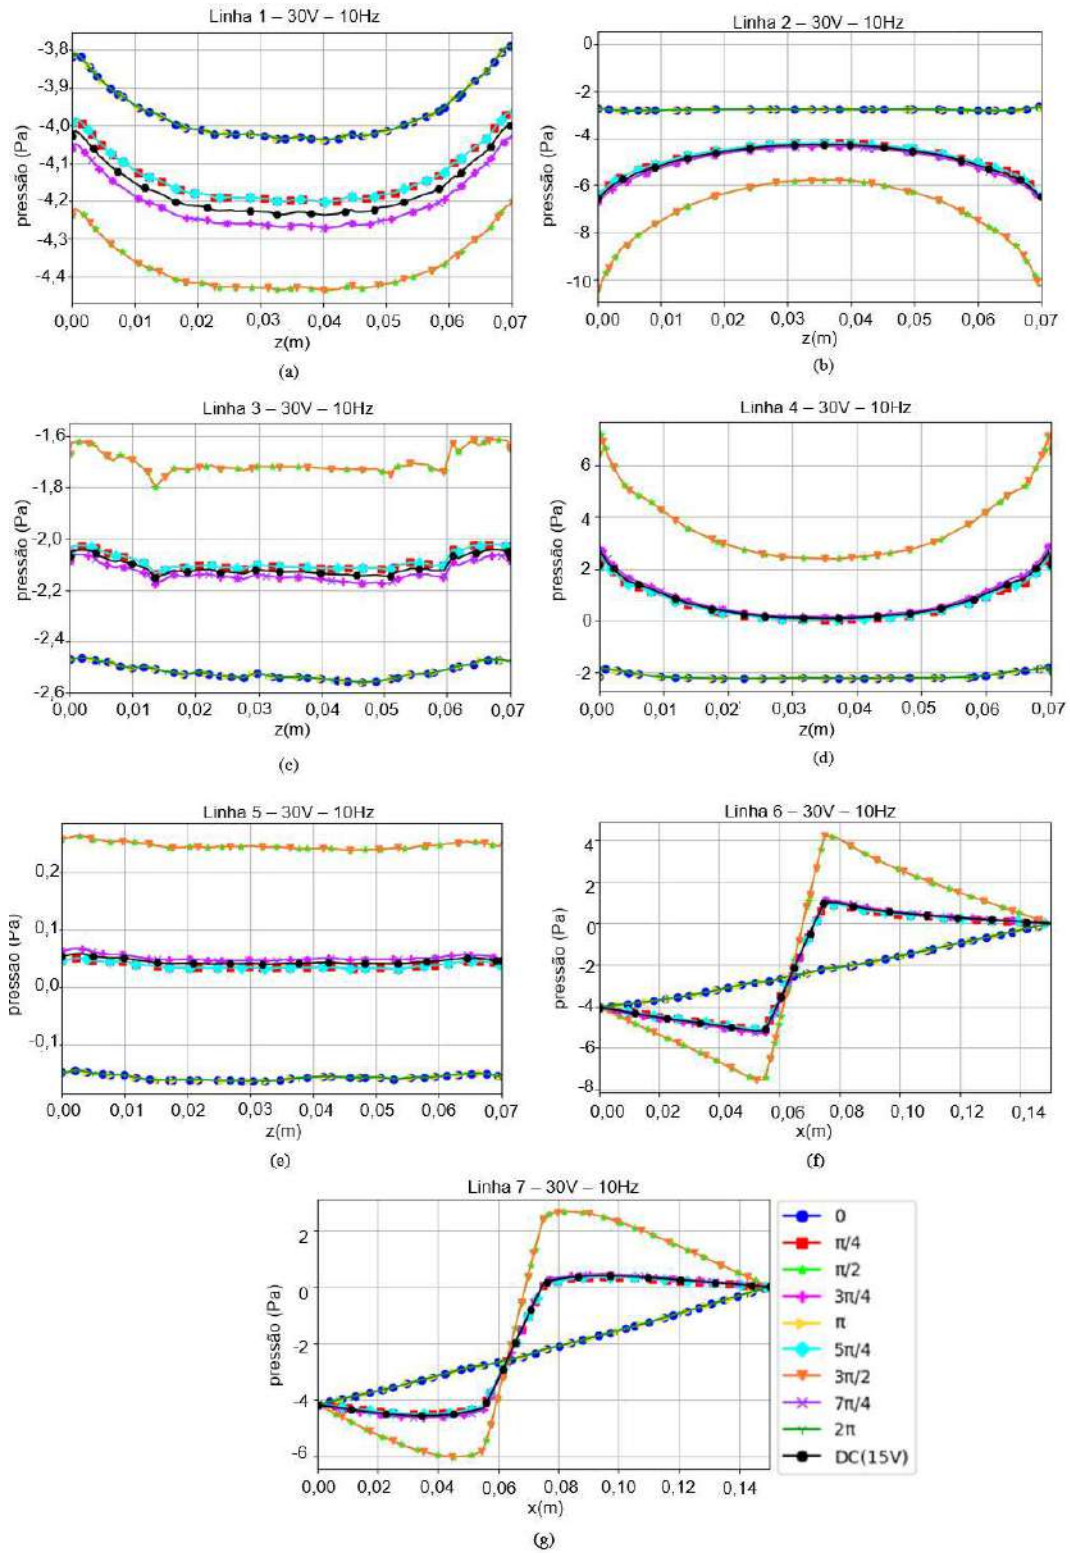 Linha 1 – 30V – 10Hz
-3,8
-3,9
-4,0
-4,1
-4,2
-4,3
-4,4
pressão (Pa)
0,00 0,01 0,02 0,03 0,04 0,05 0,06 0,07
z(m)
(a)
Linha 2 – 30V – 10Hz
0
-2
-4
-6
-8
-10
pressão (Pa)
0,00 0,01 0,02 0,03 0,04 0,05 0,06 0,07
z(m)
(b)
Linha 3 – 30V – 10Hz
-1,6
-1,8
-2,0
-2,2
-2,4
-2,6
pressão (Pa)
0,00 0,01 0,02 0,03 0,04 0,05 0,06 0,07
z(m)
(c)
Linha 4 – 30V – 10Hz
6
4
2
0
-2
pressão (Pa)
0,00 0,01 0,02 0,03 0,04 0,05 0,06 0,07
z(m)
(d)
Linha 5 – 30V – 10Hz
0,2
0,1
0,0
-0,1
pressão (Pa)
0,00 0,01 0,02 0,03 0,04 0,05 0,06 0,07
z(m)
(e)
Linha 6 – 30V – 10Hz
4
2
0
-2
-4
-6
-8
pressão (Pa)
0,00 0,02 0,04 0,06 0,08 0,10 0,12 0,14
x(m)
(f)
Linha 7 – 30V – 10Hz
2
0
-2
-4
-6
pressão (Pa)
0,00 0,02 0,04 0,06 0,08 0,10 0,12 0,14
x(m)
(g)
0
π/4
π/2
3π/4
π
5π/4
3π/2
7π/4
2π
DC(15V)